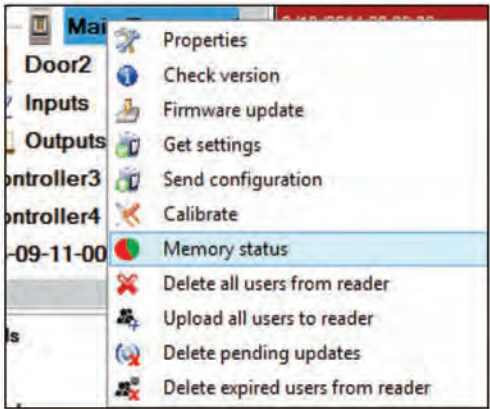 Mai
Properties
Door2
Check version
Inputs
Firmware update
Outputs
Get settings
ontroller3
Send configuration
ontroller4
Calibrate
-09-11-00
Memory status
Delete all users from reader
ls
Upload all users to reader
Delete pending updates
Delete expired users from reader